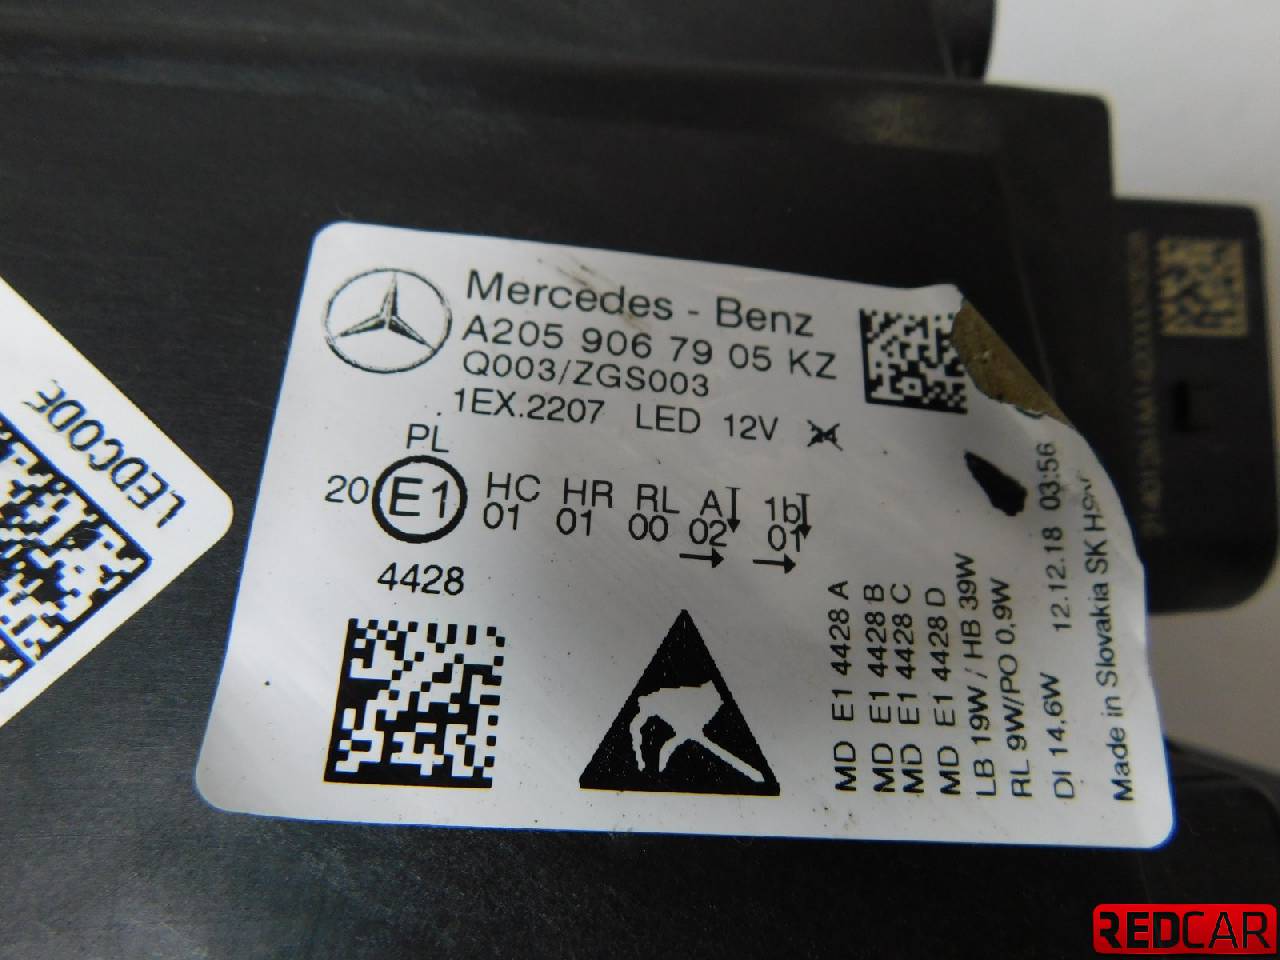 Mercedes - Benz
A205 906 79 05 KZ
Q003/ZGS003
1EX.2207 LED 12V
PL
20 E1 HC HR RL A 1b
01 01 00 02 01
4428
MD E1 4428 A
MD E1 4428 B
MD E1 4428 C
MD E1 4428 D
LB 19W / HB 39W
RL 9W/PO 0,9W
DI 14,6W 12.12.18 03:56
Made in Slovakia SK
LEDCODE
REDCAR